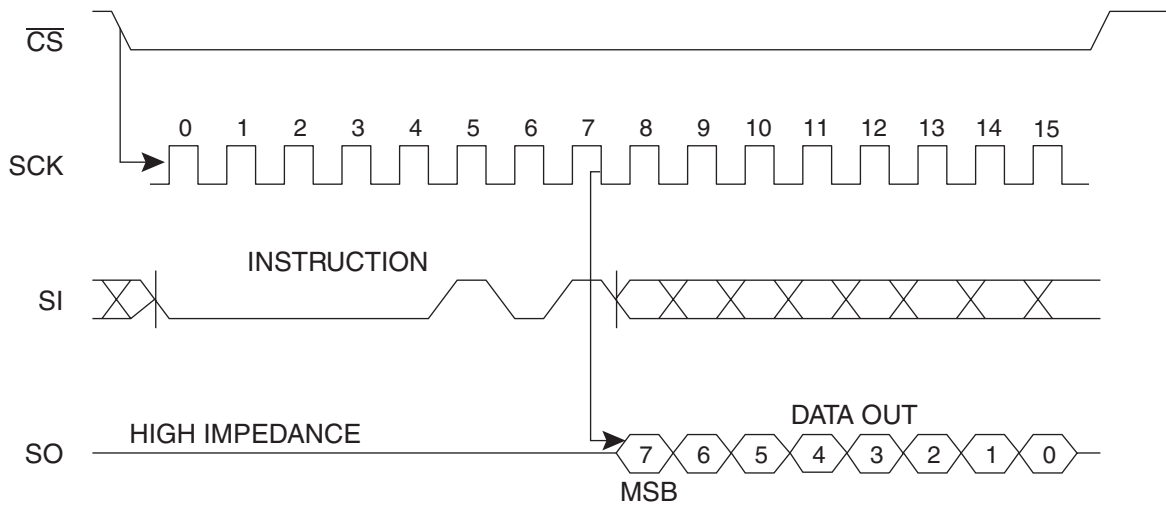 CS
0 1 2 3 4 5 6 7 8 9 10 11 12 13 14 15
SCK
INSTRUCTION
SI
DATA OUT
HIGH IMPEDANCE
SO
7 6 5 4 3 2 1 0
MSB